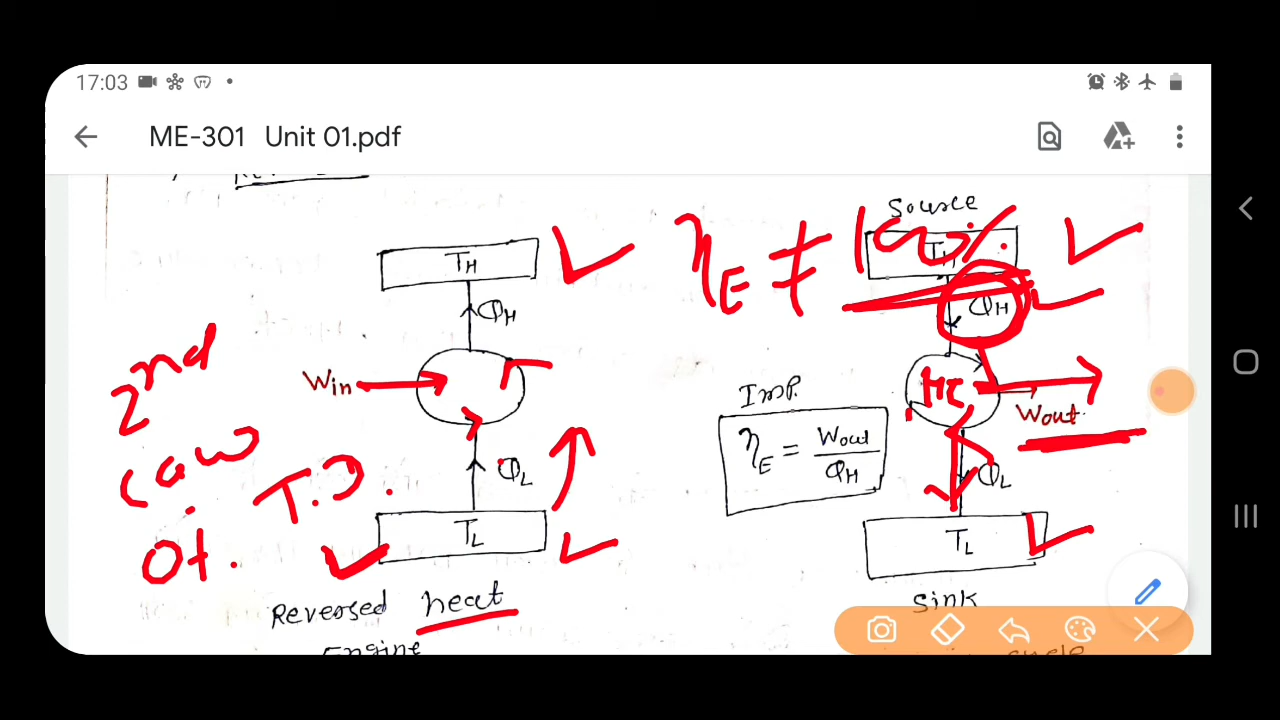 17:03
ME-301 Unit 01.pdf
Source
TH
TH
QH
QH
Win
HE
Wout
Imp.
ηE = Wout / QH
QL
QL
TL
TL
Reversed heat
Engine
Sink
cycle
ηE ≠ 100%
2nd
Law
Of. T.D.